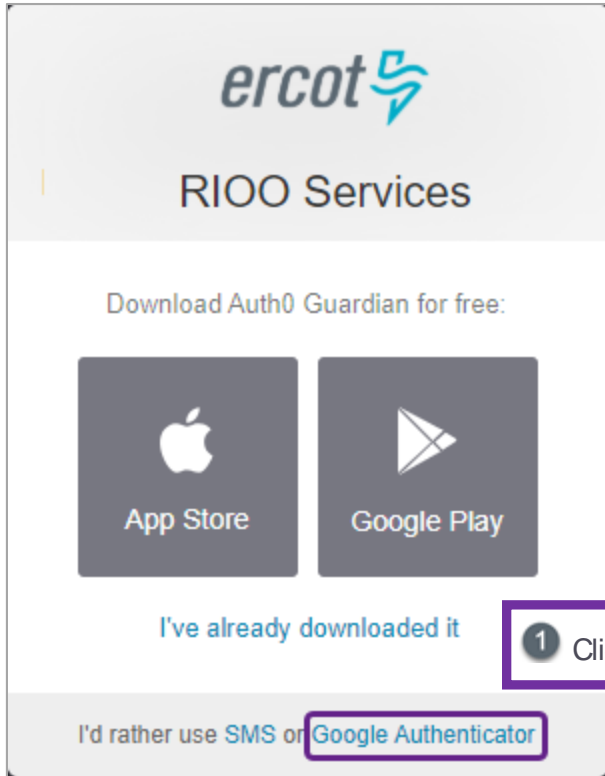 ercot
RIOO Services
Download Auth0 Guardian for free:
App Store
Google Play
I've already downloaded it
1
I'd rather use SMS or Google Authenticator